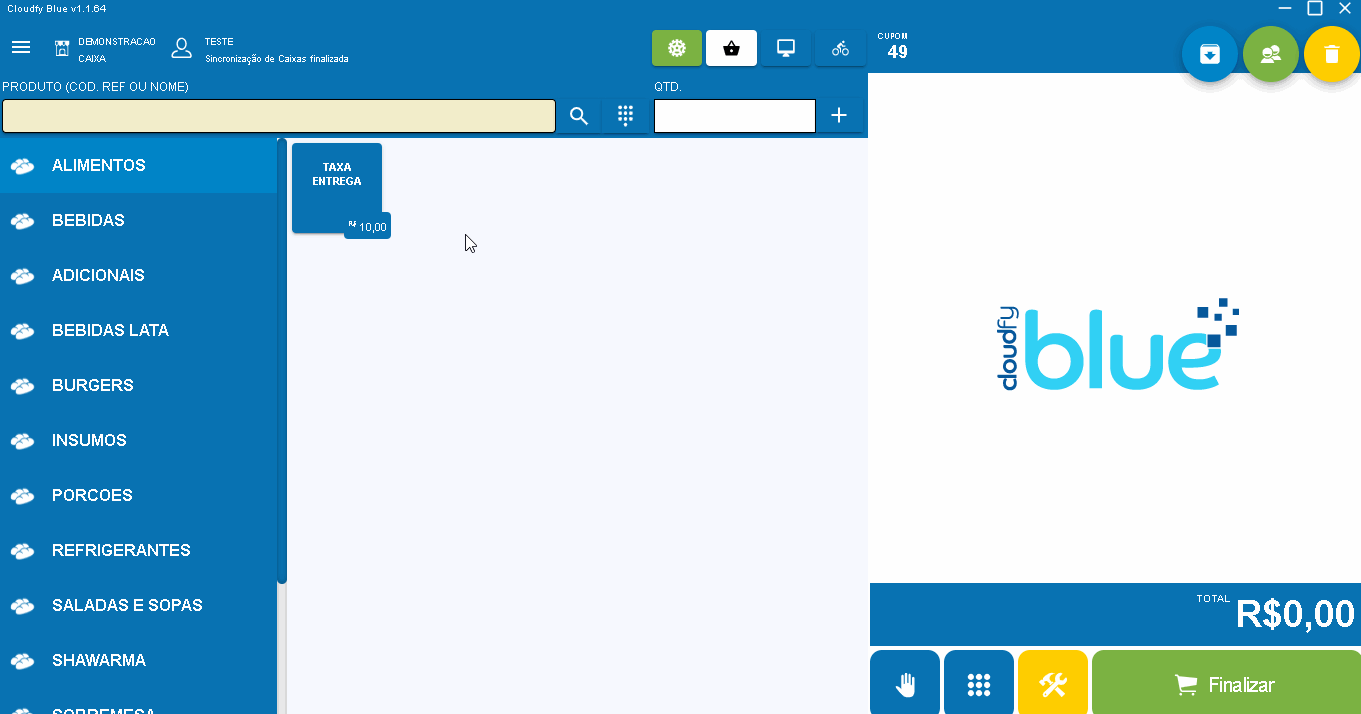 Cloudfy Blue v1.1.64
DEMONSTRACAO
CAIXA
TESTE
Sincronização de Caixas finalizada
CUPOM
49
PRODUTO (COD. REF OU NOME)
QTD.
ALIMENTOS
BEBIDAS
ADICIONAIS
BEBIDAS LATA
BURGERS
INSUMOS
PORCOES
REFRIGERANTES
SALADAS E SOPAS
SHAWARMA
SOBREMESA
TAXA
ENTREGA
R$ 10,00
cloudfy
blue
TOTAL
R$0,00
Finalizar